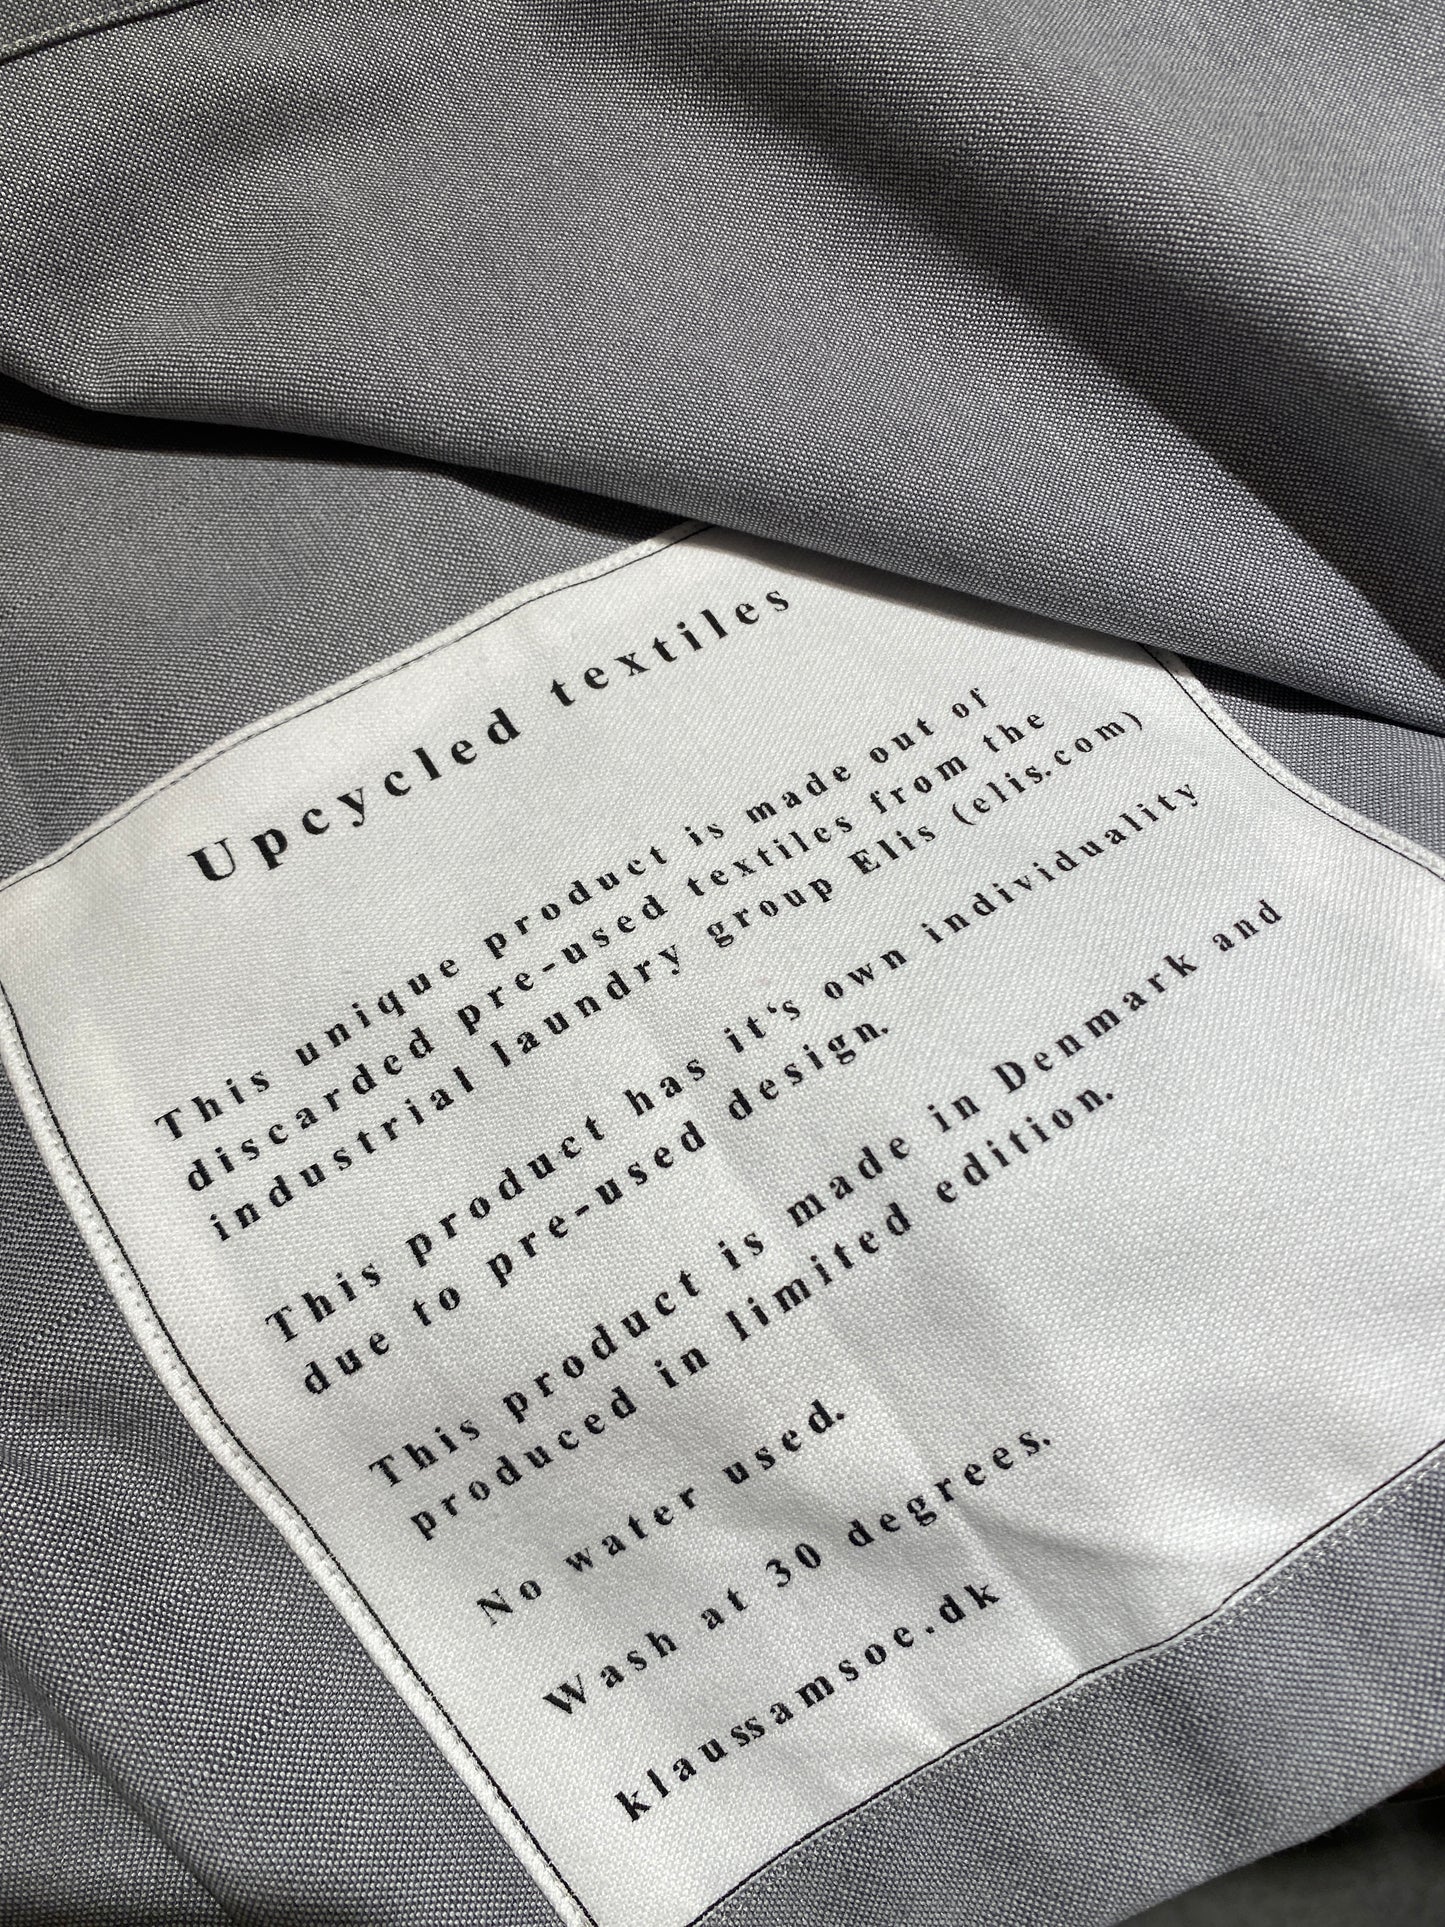 Upcycled textiles
This unique product is made out of
discarded pre-used textiles from the
industrial laundry group Elis (elis.com)
This product has it‘s own individuality
due to pre-used design.
This product is made in Denmark and
produced in limited edition.
No water used.
Wash at 30 degrees.
klaussamsoe.dk